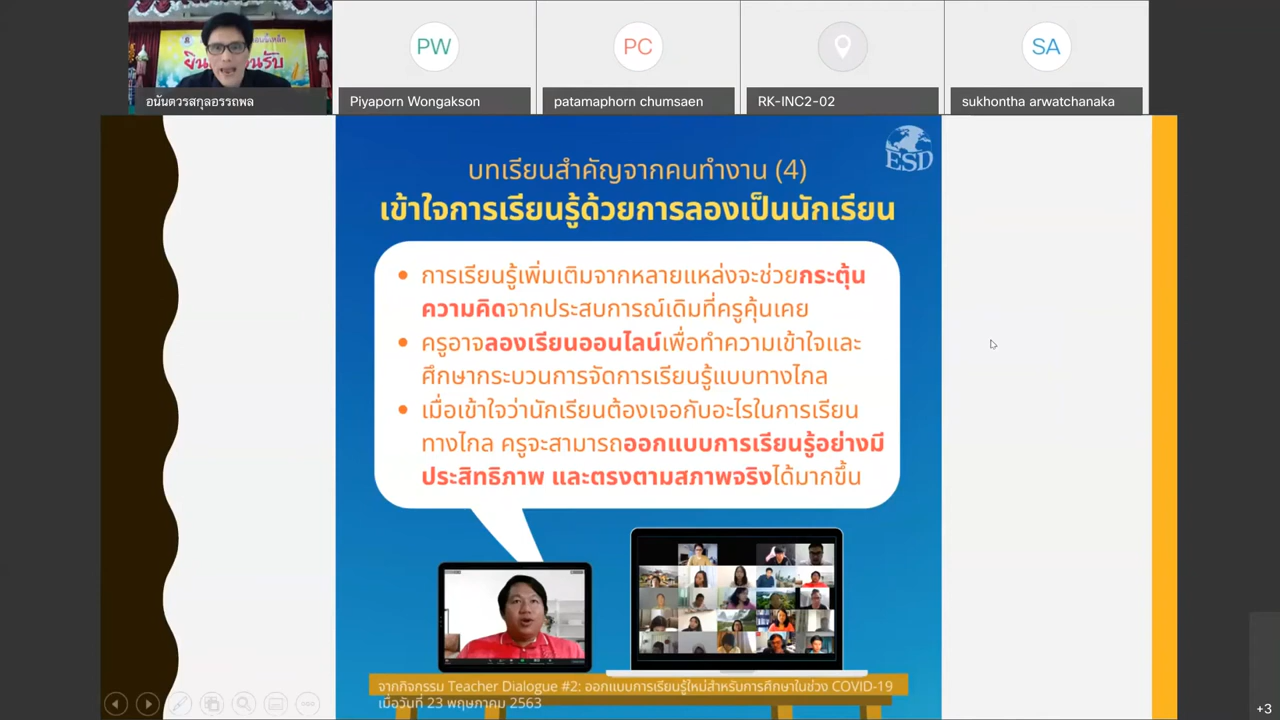 อนันตวรสกุลอรรถพล
PW
Piyaporn Wongakson
PC
patamaphorn chumsaen
RK-INC2-02
SA
sukhontha arwatchanaka
ESD
บทเรียนสำคัญจากคนทำงาน (4)
เข้าใจการเรียนรู้ด้วยการลองเป็นนักเรียน
• การเรียนรู้เพิ่มเติมจากหลายแหล่งจะช่วยกระตุ้น
ความคิดจากประสบการณ์เดิมที่ครูคุ้นเคย
• ครูอาจลองเรียนออนไลน์เพื่อทำความเข้าใจและ
ศึกษากระบวนการจัดการเรียนรู้แบบทางไกล
• เมื่อเข้าใจว่านักเรียนต้องเจอกับอะไรในการเรียน
ทางไกล ครูจะสามารถออกแบบการเรียนรู้อย่างมี
ประสิทธิภาพ และตรงตามสภาพจริงได้มากขึ้น
จากกิจกรรม Teacher Dialogue #2: ออกแบบการเรียนรู้ใหม่สำหรับการศึกษาในช่วง COVID-19
เมื่อวันที่ 23 พฤษภาคม 2563
+3